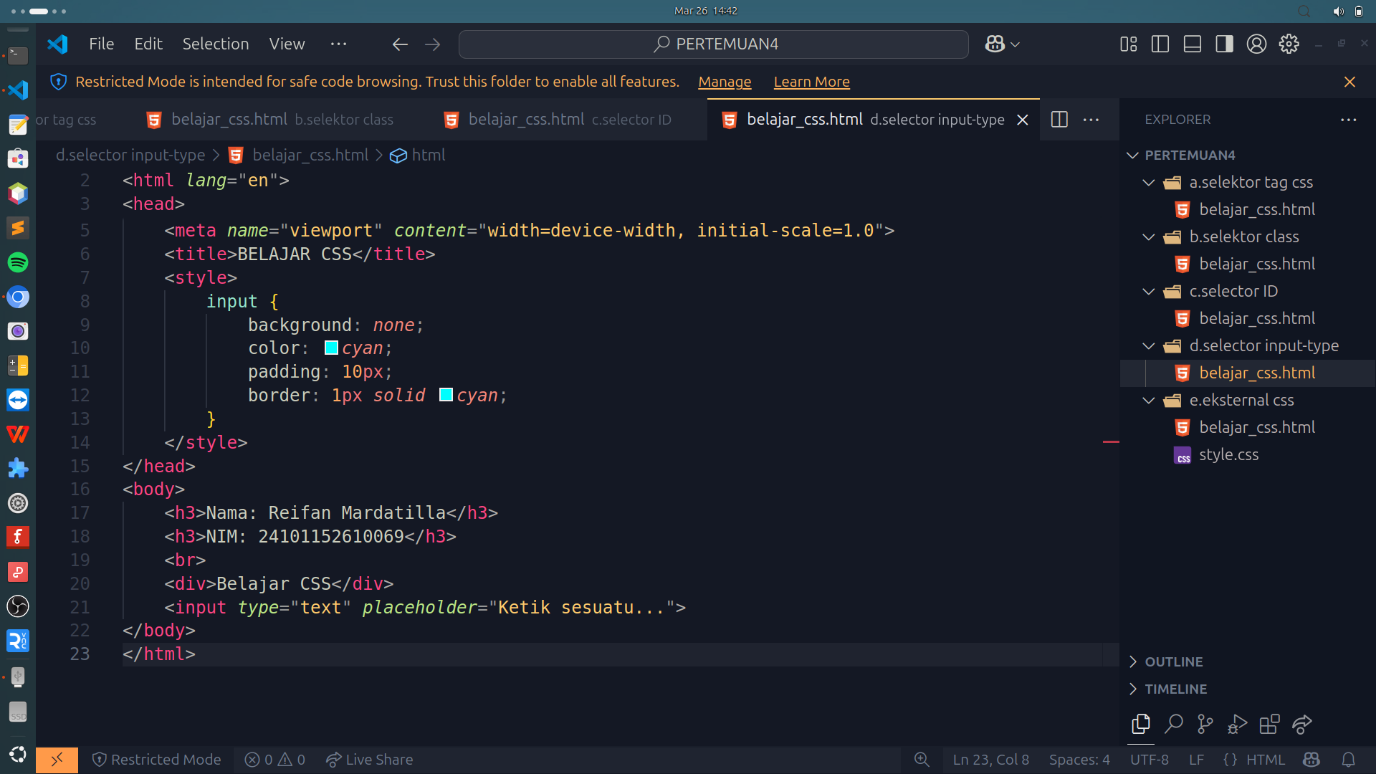 Mar 26 14:42
File Edit Selection View ··· PERTEMUAN4
Restricted Mode is intended for safe code browsing. Trust this folder to enable all features. Manage Learn More
or tag css belajar_css.html b.selektor class belajar_css.html c.selector ID belajar_css.html d.selector input-type
d.selector input-type > belajar_css.html > html
2 <html lang="en">
3 <head>
5 <meta name="viewport" content="width=device-width, initial-scale=1.0">
6 <title>BELAJAR CSS</title>
7 <style>
8 input {
9 background: none;
10 color: cyan;
11 padding: 10px;
12 border: 1px solid cyan;
13 }
14 </style>
15 </head>
16 <body>
17 <h3>Nama: Reifan Mardatilla</h3>
18 <h3>NIM: 24101152610069</h3>
19 <br>
20 <div>Belajar CSS</div>
21 <input type="text" placeholder="Ketik sesuatu...">
22 </body>
23 </html>
EXPLORER
PERTEMUAN4
a.selektor tag css
belajar_css.html
b.selektor class
belajar_css.html
c.selector ID
belajar_css.html
d.selector input-type
belajar_css.html
e.eksternal css
belajar_css.html
style.css
OUTLINE
TIMELINE
Restricted Mode 0 0 Live Share Ln 23, Col 8 Spaces: 4 UTF-8 LF {} HTML